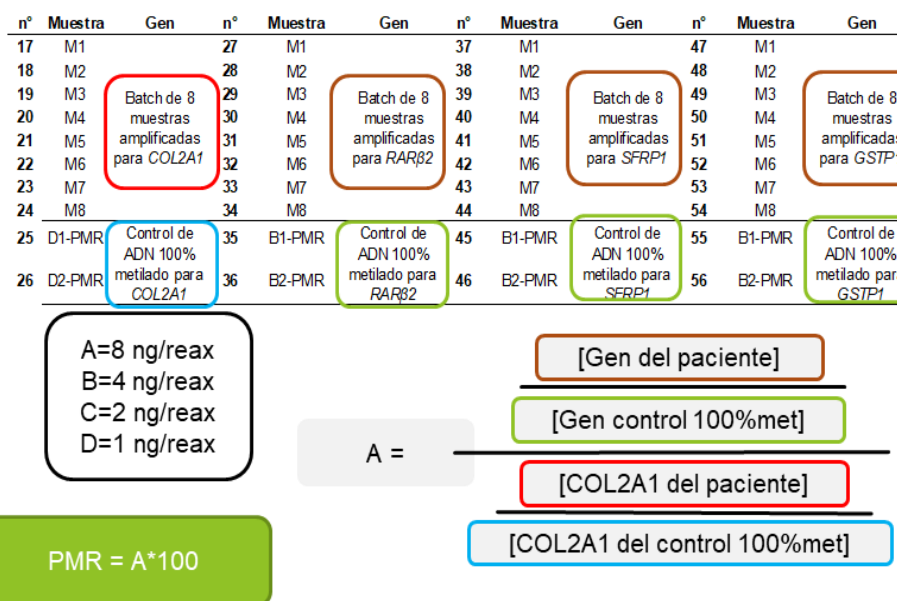 n° Muestra Gen n° Muestra Gen n° Muestra Gen n° Muestra Gen
17 M1 27 M1 37 M1 47 M1
18 M2 28 M2 38 M2 48 M2
19 M3 Batch de 8 29 M3 Batch de 8 39 M3 Batch de 8 49 M3 Batch de 8
20 M4 muestras 30 M4 muestras 40 M4 muestras 50 M4 muestras
21 M5 amplificadas 31 M5 amplificadas 41 M5 amplificadas 51 M5 amplificadas
22 M6 para COL2A1 32 M6 para RARβ2 42 M6 para SFRP1 52 M6 para GSTP1
23 M7 33 M7 43 M7 53 M7
24 M8 34 M8 44 M8 54 M8
25 D1-PMR Control de 35 B1-PMR Control de 45 B1-PMR Control de 55 B1-PMR Control de
ADN 100% ADN 100% ADN 100% ADN 100%
26 D2-PMR metilado para 36 B2-PMR metilado para 46 B2-PMR metilado para 56 B2-PMR metilado para
COL2A1 RARβ2 SFRP1 GSTP1
A=8 ng/reax
B=4 ng/reax
C=2 ng/reax
D=1 ng/reax
A =
[Gen del paciente]
[Gen control 100%met]
[COL2A1 del paciente]
[COL2A1 del control 100%met]
PMR = A*100